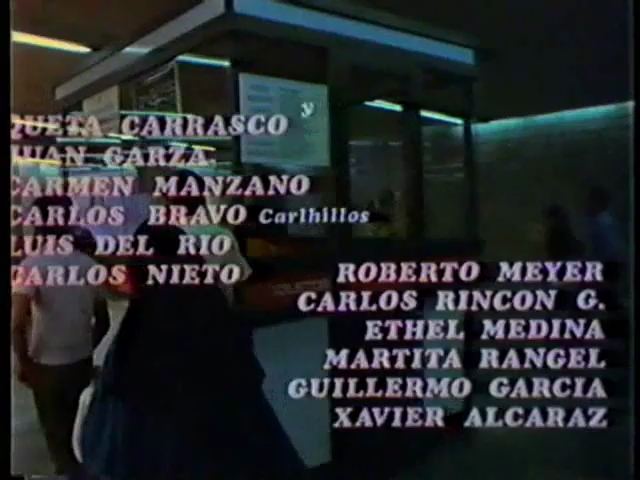 y
QUETA CARRASCO
JUAN GARZA.
CARMEN MANZANO
CARLOS BRAVO Carlhillos
LUIS DEL RIO
CARLOS NIETO
ROBERTO MEYER
CARLOS RINCON G.
ETHEL MEDINA
MARTITA RANGEL
GUILLERMO GARCIA
XAVIER ALCARAZ